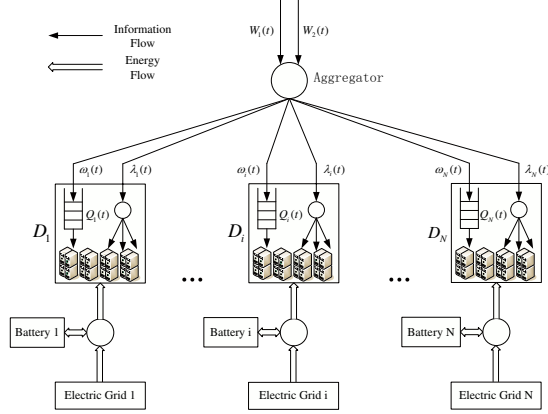 Information
Flow
Energy
Flow
W₁(t) W₂(t)
Aggregator
ω₁(t) λ₁(t) ωᵢ(t) λᵢ(t) ω_N(t) λ_N(t)
Q₁(t) Qᵢ(t) Q_N(t)
D₁ Dᵢ D_N
... ...
Battery 1 Battery i Battery N
Electric Grid 1 Electric Grid i Electric Grid N